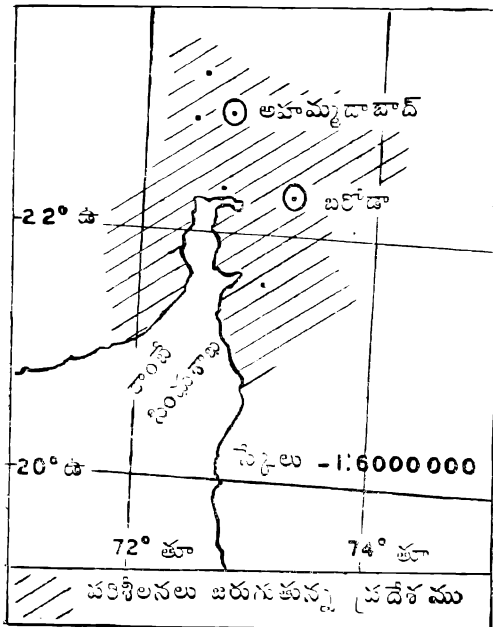 అహమ్మదాబాద్
బరోడా
22° ఉ
కాంబే
సింధుశాఖ
20° ఉ
స్కేలు -1:6000000
72° తూ
74° తూ
పరిశీలనలు జరుగుతున్న ప్రదేశము